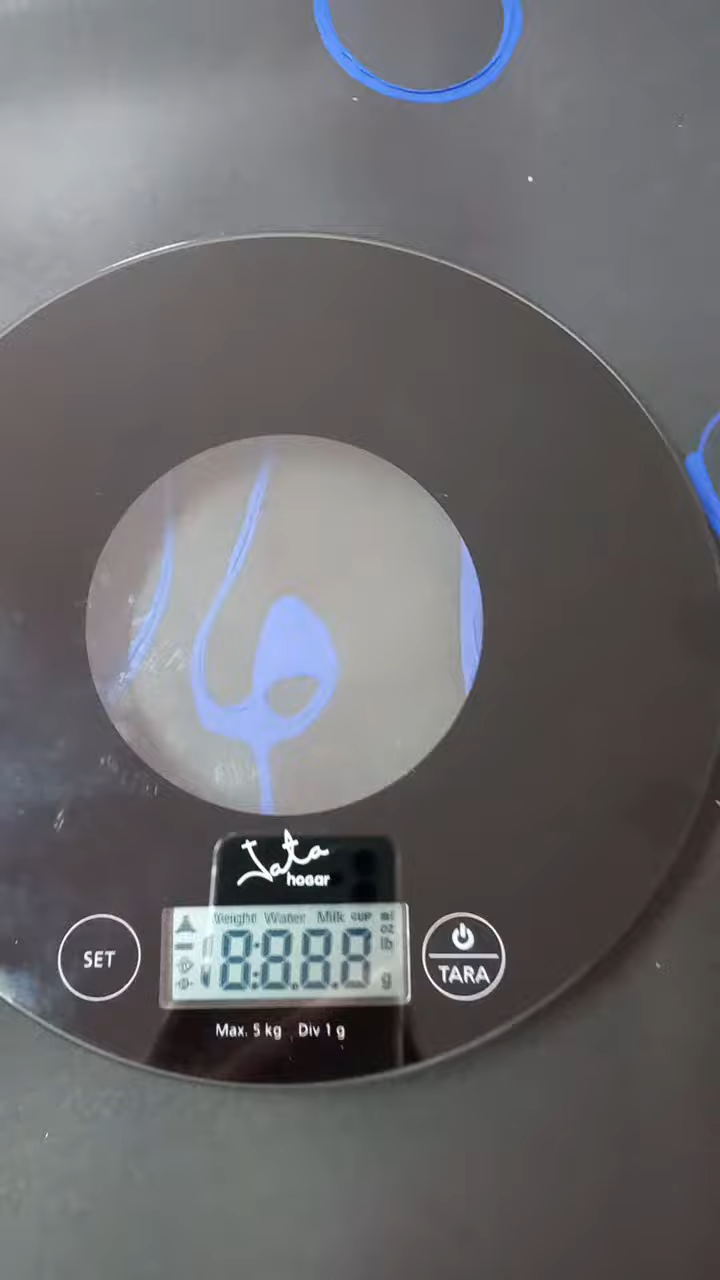 Jata
hogar
Weight Water Milk cup ml
oz
lb
8:8.8.8
g
SET
TARA
Max. 5 kg Div 1 g